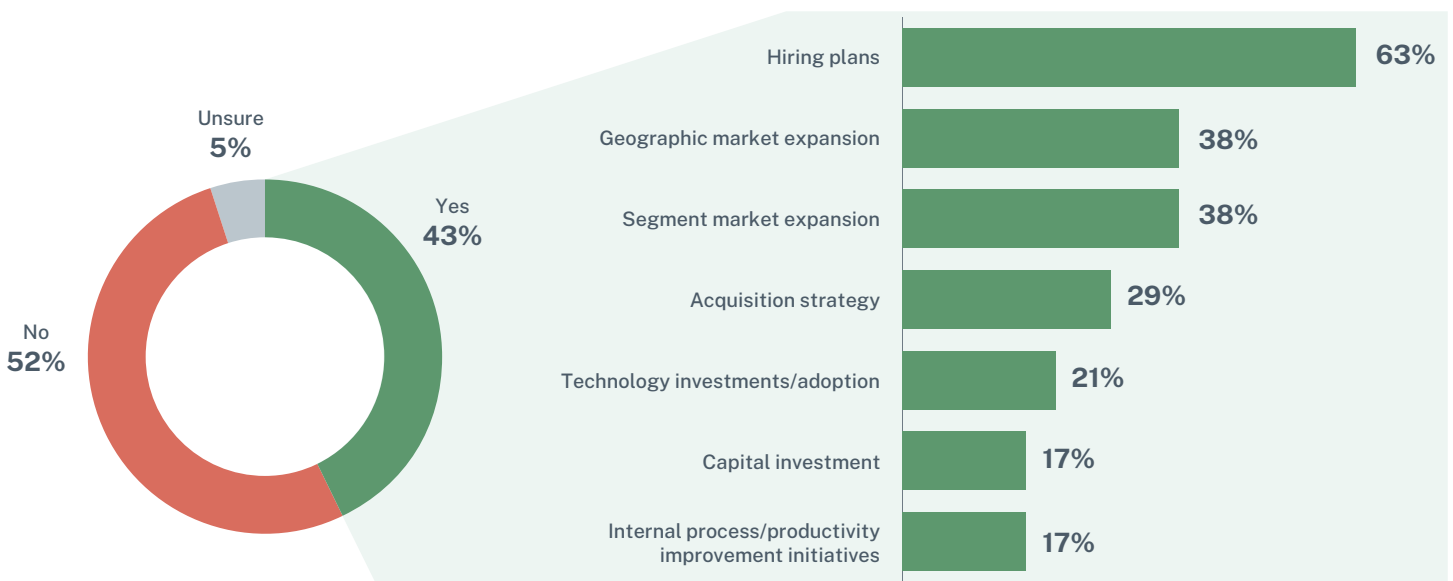 Unsure
5%
Yes
43%
No
52%
Hiring plans
63%
Geographic market expansion
38%
Segment market expansion
38%
Acquisition strategy
29%
Technology investments/adoption
21%
Capital investment
17%
Internal process/productivity
improvement initiatives
17%